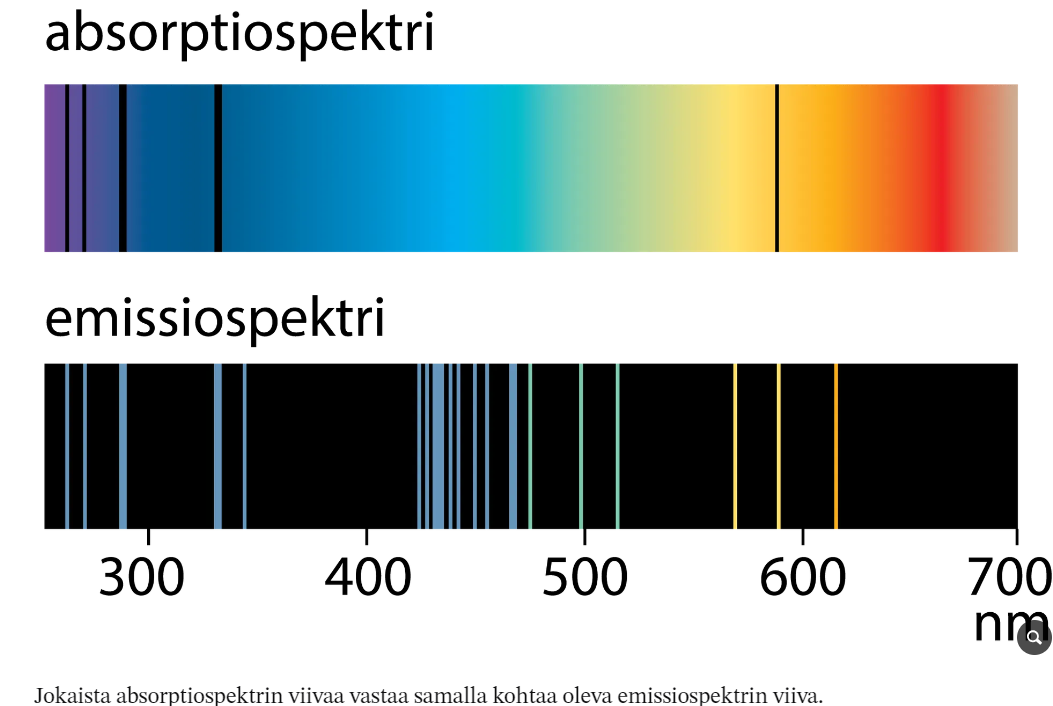 absorptiospektri
emissiospektri
300 400 500 600 700
nm
Jokaista absorptiospektrin viivaa vastaa samalla kohtaa oleva emissiospektrin viiva.